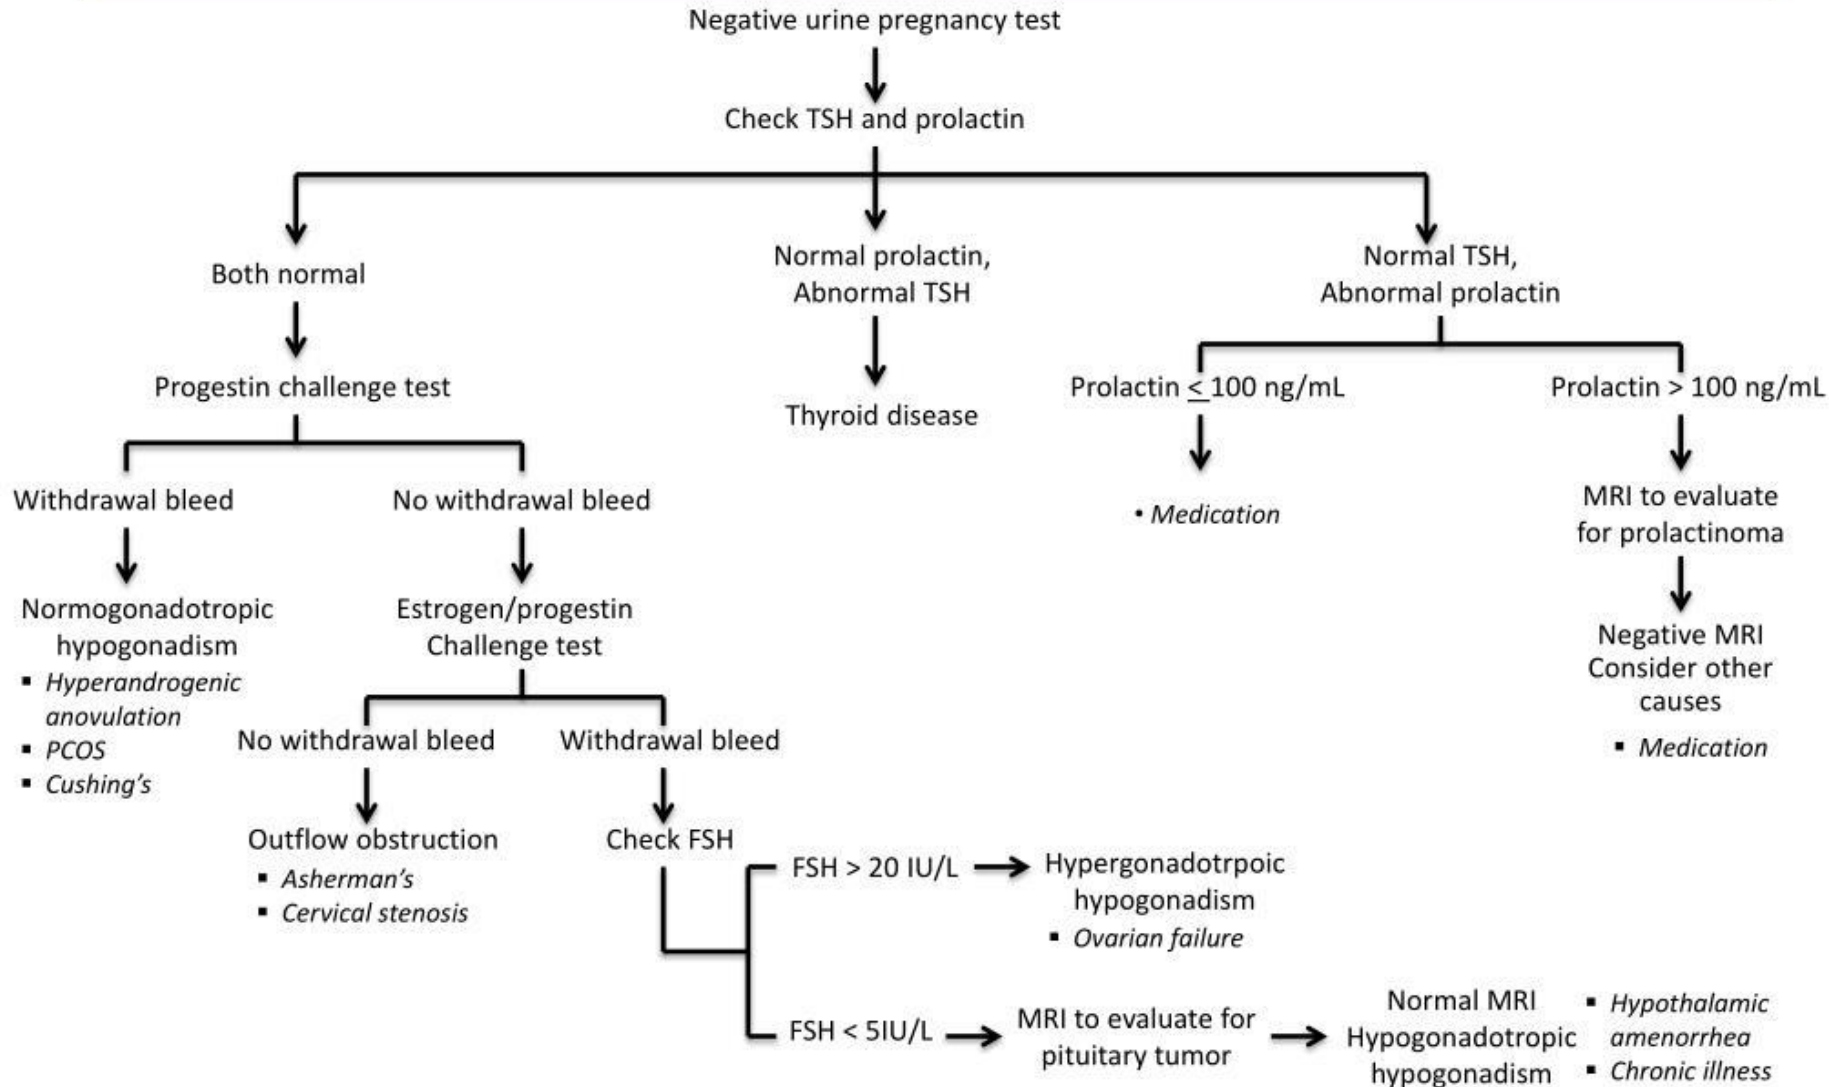 Negative urine pregnancy test
Check TSH and prolactin
Both normal
Normal prolactin,
Abnormal TSH
Normal TSH,
Abnormal prolactin
Progestin challenge test
Thyroid disease
Prolactin < 100 ng/mL
Prolactin > 100 ng/mL
Withdrawal bleed
No withdrawal bleed
• Medication
MRI to evaluate
for prolactinoma
Normogonadotropic
hypogonadism
▪ Hyperandrogenic
anovulation
▪ PCOS
▪ Cushing's
Estrogen/progestin
Challenge test
Negative MRI
Consider other
causes
▪ Medication
No withdrawal bleed
Withdrawal bleed
Outflow obstruction
▪ Asherman's
▪ Cervical stenosis
Check FSH
FSH > 20 IU/L
Hypergonadotrpoic
hypogonadism
▪ Ovarian failure
FSH < 5IU/L
MRI to evaluate for
pituitary tumor
Normal MRI
Hypogonadotropic
hypogonadism
▪ Hypothalamic
amenorrhea
▪ Chronic illness